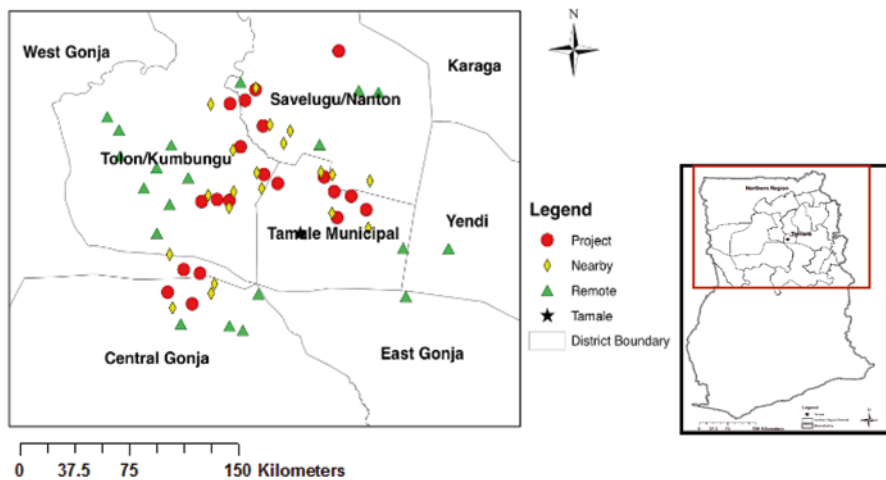 West Gonja
Karaga
Savelugu/Nanton
Tolon/Kumbungu
Yendi
Tamale Municipal
Central Gonja
East Gonja
N
Legend
Project
Nearby
Remote
Tamale
District Boundary
0 37.5 75 150 Kilometers
Northern Region
Tamale
Legend